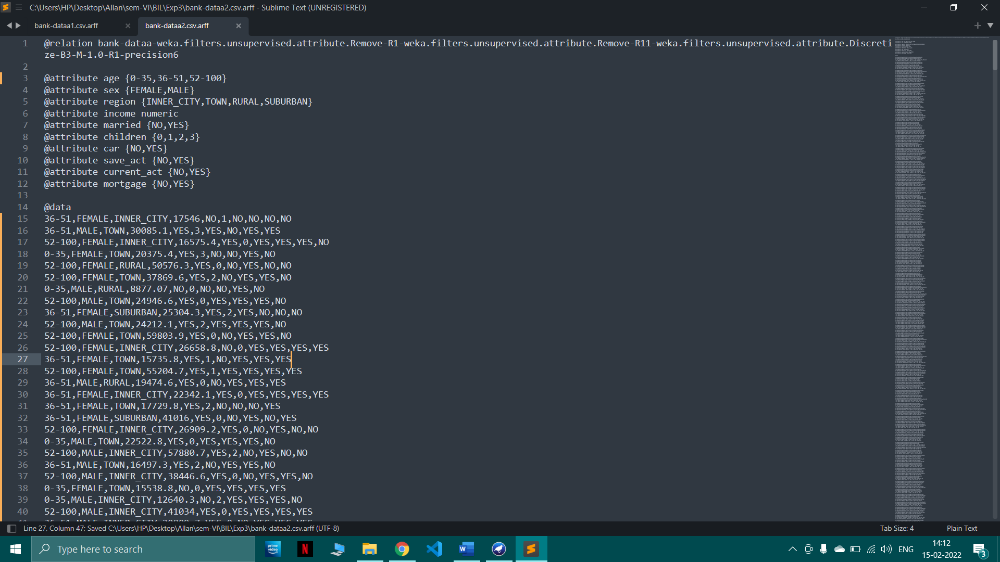 C:\Users\HP\Desktop\Allan\sem-VI\BIL\Exp3\bank-dataa2.csv.arff - Sublime Text (UNREGISTERED)
bank-dataa1.csv.arff
bank-dataa2.csv.arff
1 @relation bank-dataa-weka.filters.unsupervised.attribute.Remove-R1-weka.filters.unsupervised.attribute.Remove-R11-weka.filters.unsupervised.attribute.Discreti
ze-B3-M-1.0-R1-precision6
2
3 @attribute age {0-35,36-51,52-100}
4 @attribute sex {FEMALE,MALE}
5 @attribute region {INNER_CITY,TOWN,RURAL,SUBURBAN}
6 @attribute income numeric
7 @attribute married {NO,YES}
8 @attribute children {0,1,2,3}
9 @attribute car {NO,YES}
10 @attribute save_act {NO,YES}
11 @attribute current_act {NO,YES}
12 @attribute mortgage {NO,YES}
13
14 @data
15 36-51,FEMALE,INNER_CITY,17546,NO,1,NO,NO,NO,NO
16 36-51,MALE,TOWN,30085.1,YES,3,YES,NO,YES,YES
17 52-100,FEMALE,INNER_CITY,16575.4,YES,0,YES,YES,YES,NO
18 0-35,FEMALE,TOWN,20375.4,YES,3,NO,NO,YES,NO
19 52-100,FEMALE,RURAL,50576.3,YES,0,NO,YES,NO,NO
20 52-100,FEMALE,TOWN,37869.6,YES,2,NO,YES,YES,NO
21 0-35,MALE,RURAL,8877.07,NO,0,NO,NO,YES,NO
22 52-100,MALE,TOWN,24946.6,YES,0,YES,YES,YES,NO
23 36-51,FEMALE,SUBURBAN,25304.3,YES,2,YES,NO,NO,NO
24 52-100,MALE,TOWN,24212.1,YES,2,YES,YES,YES,NO
25 52-100,FEMALE,TOWN,59803.9,YES,0,NO,YES,YES,NO
26 52-100,FEMALE,INNER_CITY,26658.8,NO,0,YES,YES,YES,YES
27 36-51,FEMALE,TOWN,15735.8,YES,1,NO,YES,YES,YES
28 52-100,FEMALE,TOWN,55204.7,YES,1,YES,YES,YES,YES
29 36-51,MALE,RURAL,19474.6,YES,0,NO,YES,YES,YES
30 36-51,FEMALE,INNER_CITY,22342.1,YES,0,YES,YES,YES,YES
31 36-51,FEMALE,TOWN,17729.8,YES,2,NO,NO,NO,YES
32 36-51,FEMALE,SUBURBAN,41016,YES,0,NO,YES,NO,YES
33 52-100,FEMALE,INNER_CITY,26909.2,YES,0,NO,YES,NO,NO
34 0-35,MALE,TOWN,22522.8,YES,0,YES,YES,YES,NO
35 52-100,MALE,INNER_CITY,57880.7,YES,2,NO,YES,NO,NO
36 36-51,MALE,TOWN,16497.3,YES,2,NO,YES,YES,NO
37 52-100,MALE,INNER_CITY,38446.6,YES,0,NO,YES,YES,NO
38 0-35,FEMALE,TOWN,15538.8,NO,0,YES,YES,YES,YES
39 0-35,MALE,INNER_CITY,12640.3,NO,2,YES,YES,YES,NO
40 52-100,MALE,INNER_CITY,41034,YES,0,YES,YES,YES,YES
Line 27, Column 47; Saved C:\Users\HP\Desktop\Allan\sem-VI\BIL\Exp3\bank-dataa2.csv.arff (UTF-8)
Tab Size: 4
Plain Text
Type here to search
prime video
N
W
ENG
14:12
15-02-2022
3